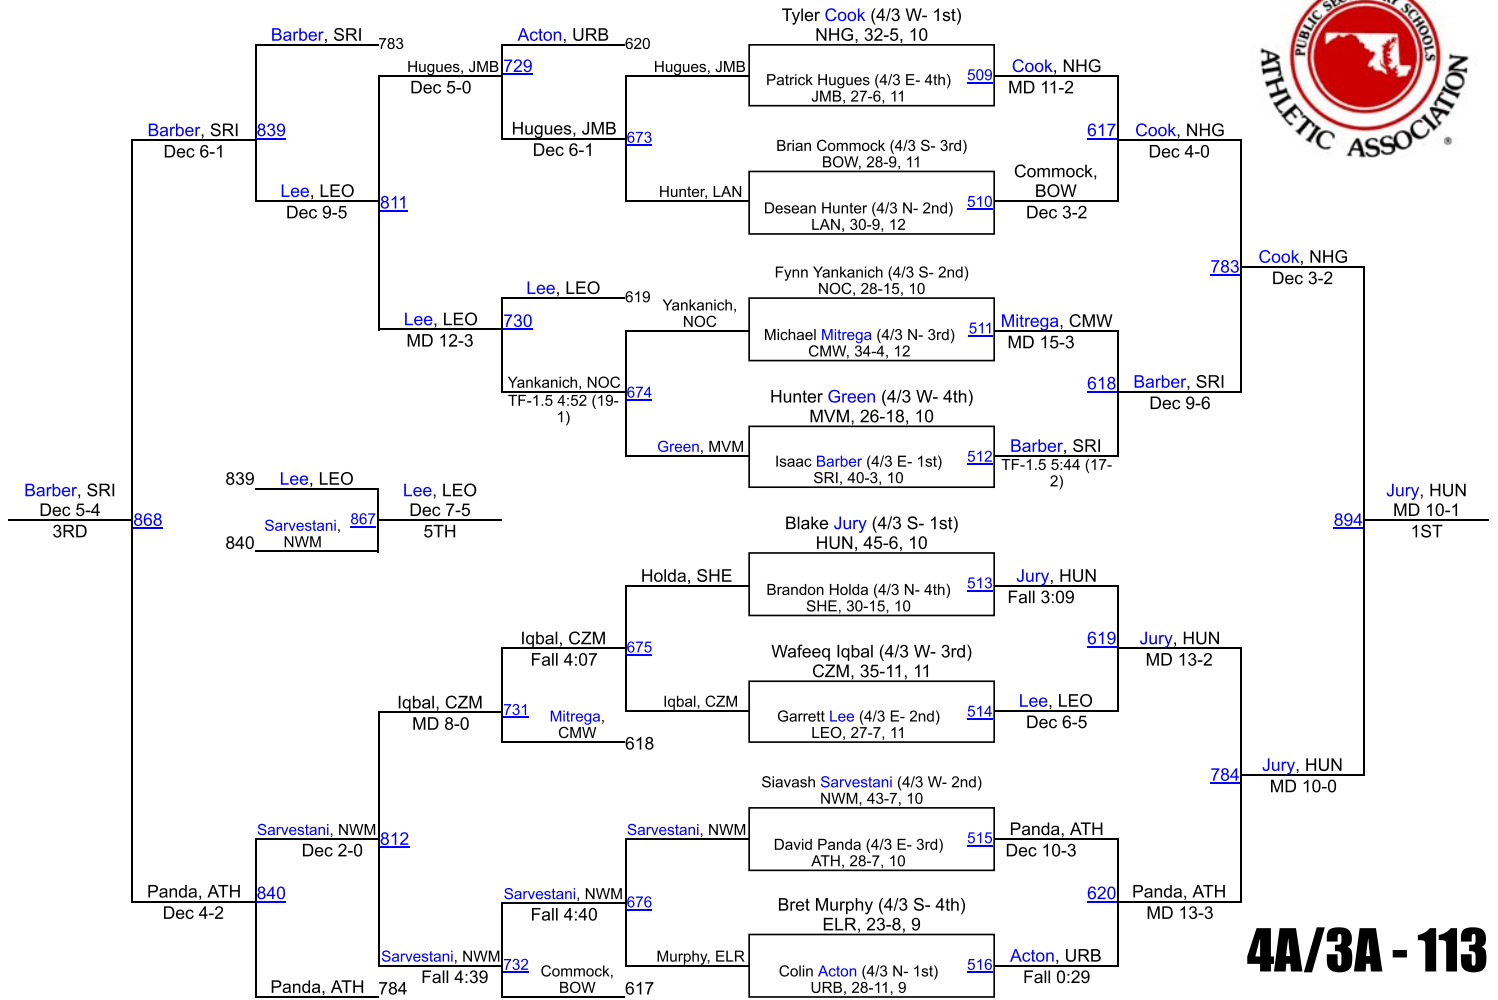 PUBLIC SECONDARY SCHOOLS
ATHLETIC ASSOCIATION
®
Tyler Cook (4/3 W- 1st)
NHG, 32-5, 10
Patrick Hugues (4/3 E- 4th)
JMB, 27-6, 11
509
Brian Commock (4/3 S- 3rd)
BOW, 28-9, 11
Desean Hunter (4/3 N- 2nd)
LAN, 30-9, 12
510
Fynn Yankanich (4/3 S- 2nd)
NOC, 28-15, 10
Michael Mitrega (4/3 N- 3rd)
CMW, 34-4, 12
511
Hunter Green (4/3 W- 4th)
MVM, 26-18, 10
Isaac Barber (4/3 E- 1st)
SRI, 40-3, 10
512
Blake Jury (4/3 S- 1st)
HUN, 45-6, 10
Brandon Holda (4/3 N- 4th)
SHE, 30-15, 10
513
Wafeeq Iqbal (4/3 W- 3rd)
CZM, 35-11, 11
Garrett Lee (4/3 E- 2nd)
LEO, 27-7, 11
514
Siavash Sarvestani (4/3 W- 2nd)
NWM, 43-7, 10
David Panda (4/3 E- 3rd)
ATH, 28-7, 10
515
Bret Murphy (4/3 S- 4th)
ELR, 23-8, 9
Colin Acton (4/3 N- 1st)
URB, 28-11, 9
516
Cook, NHG
MD 11-2
617
Commock,
BOW
Dec 3-2
Mitrega, CMW
MD 15-3
618
Barber, SRI
TF-1.5 5:44 (17-
2)
Jury, HUN
Fall 3:09
619
Lee, LEO
Dec 6-5
Panda, ATH
Dec 10-3
620
Acton, URB
Fall 0:29
Cook, NHG
Dec 4-0
783
Barber, SRI
Dec 9-6
Jury, HUN
MD 13-2
784
Panda, ATH
MD 13-3
Cook, NHG
Dec 3-2
894
Jury, HUN
MD 10-0
Jury, HUN
MD 10-1
1ST
Hugues, JMB
673
Hunter, LAN
Yankanich,
NOC
674
Green, MVM
Holda, SHE
675
Iqbal, CZM
Sarvestani, NWM
676
Murphy, ELR
Acton, URB
620
729
Hugues, JMB
Dec 6-1
Lee, LEO
619
730
Yankanich, NOC
TF-1.5 4:52 (19-
1)
Iqbal, CZM
Fall 4:07
731
Mitrega,
CMW
618
Sarvestani, NWM
Fall 4:40
732
Commock,
BOW
617
Hugues, JMB
Dec 5-0
811
Lee, LEO
MD 12-3
Iqbal, CZM
MD 8-0
812
Sarvestani, NWM
Fall 4:39
Barber, SRI
783
839
Lee, LEO
Dec 9-5
Sarvestani, NWM
Dec 2-0
840
Panda, ATH
784
Barber, SRI
Dec 6-1
868
Panda, ATH
Dec 4-2
Barber, SRI
Dec 5-4
3RD
839
Lee, LEO
867
840
Sarvestani,
NWM
Lee, LEO
Dec 7-5
5TH
4A/3A - 113